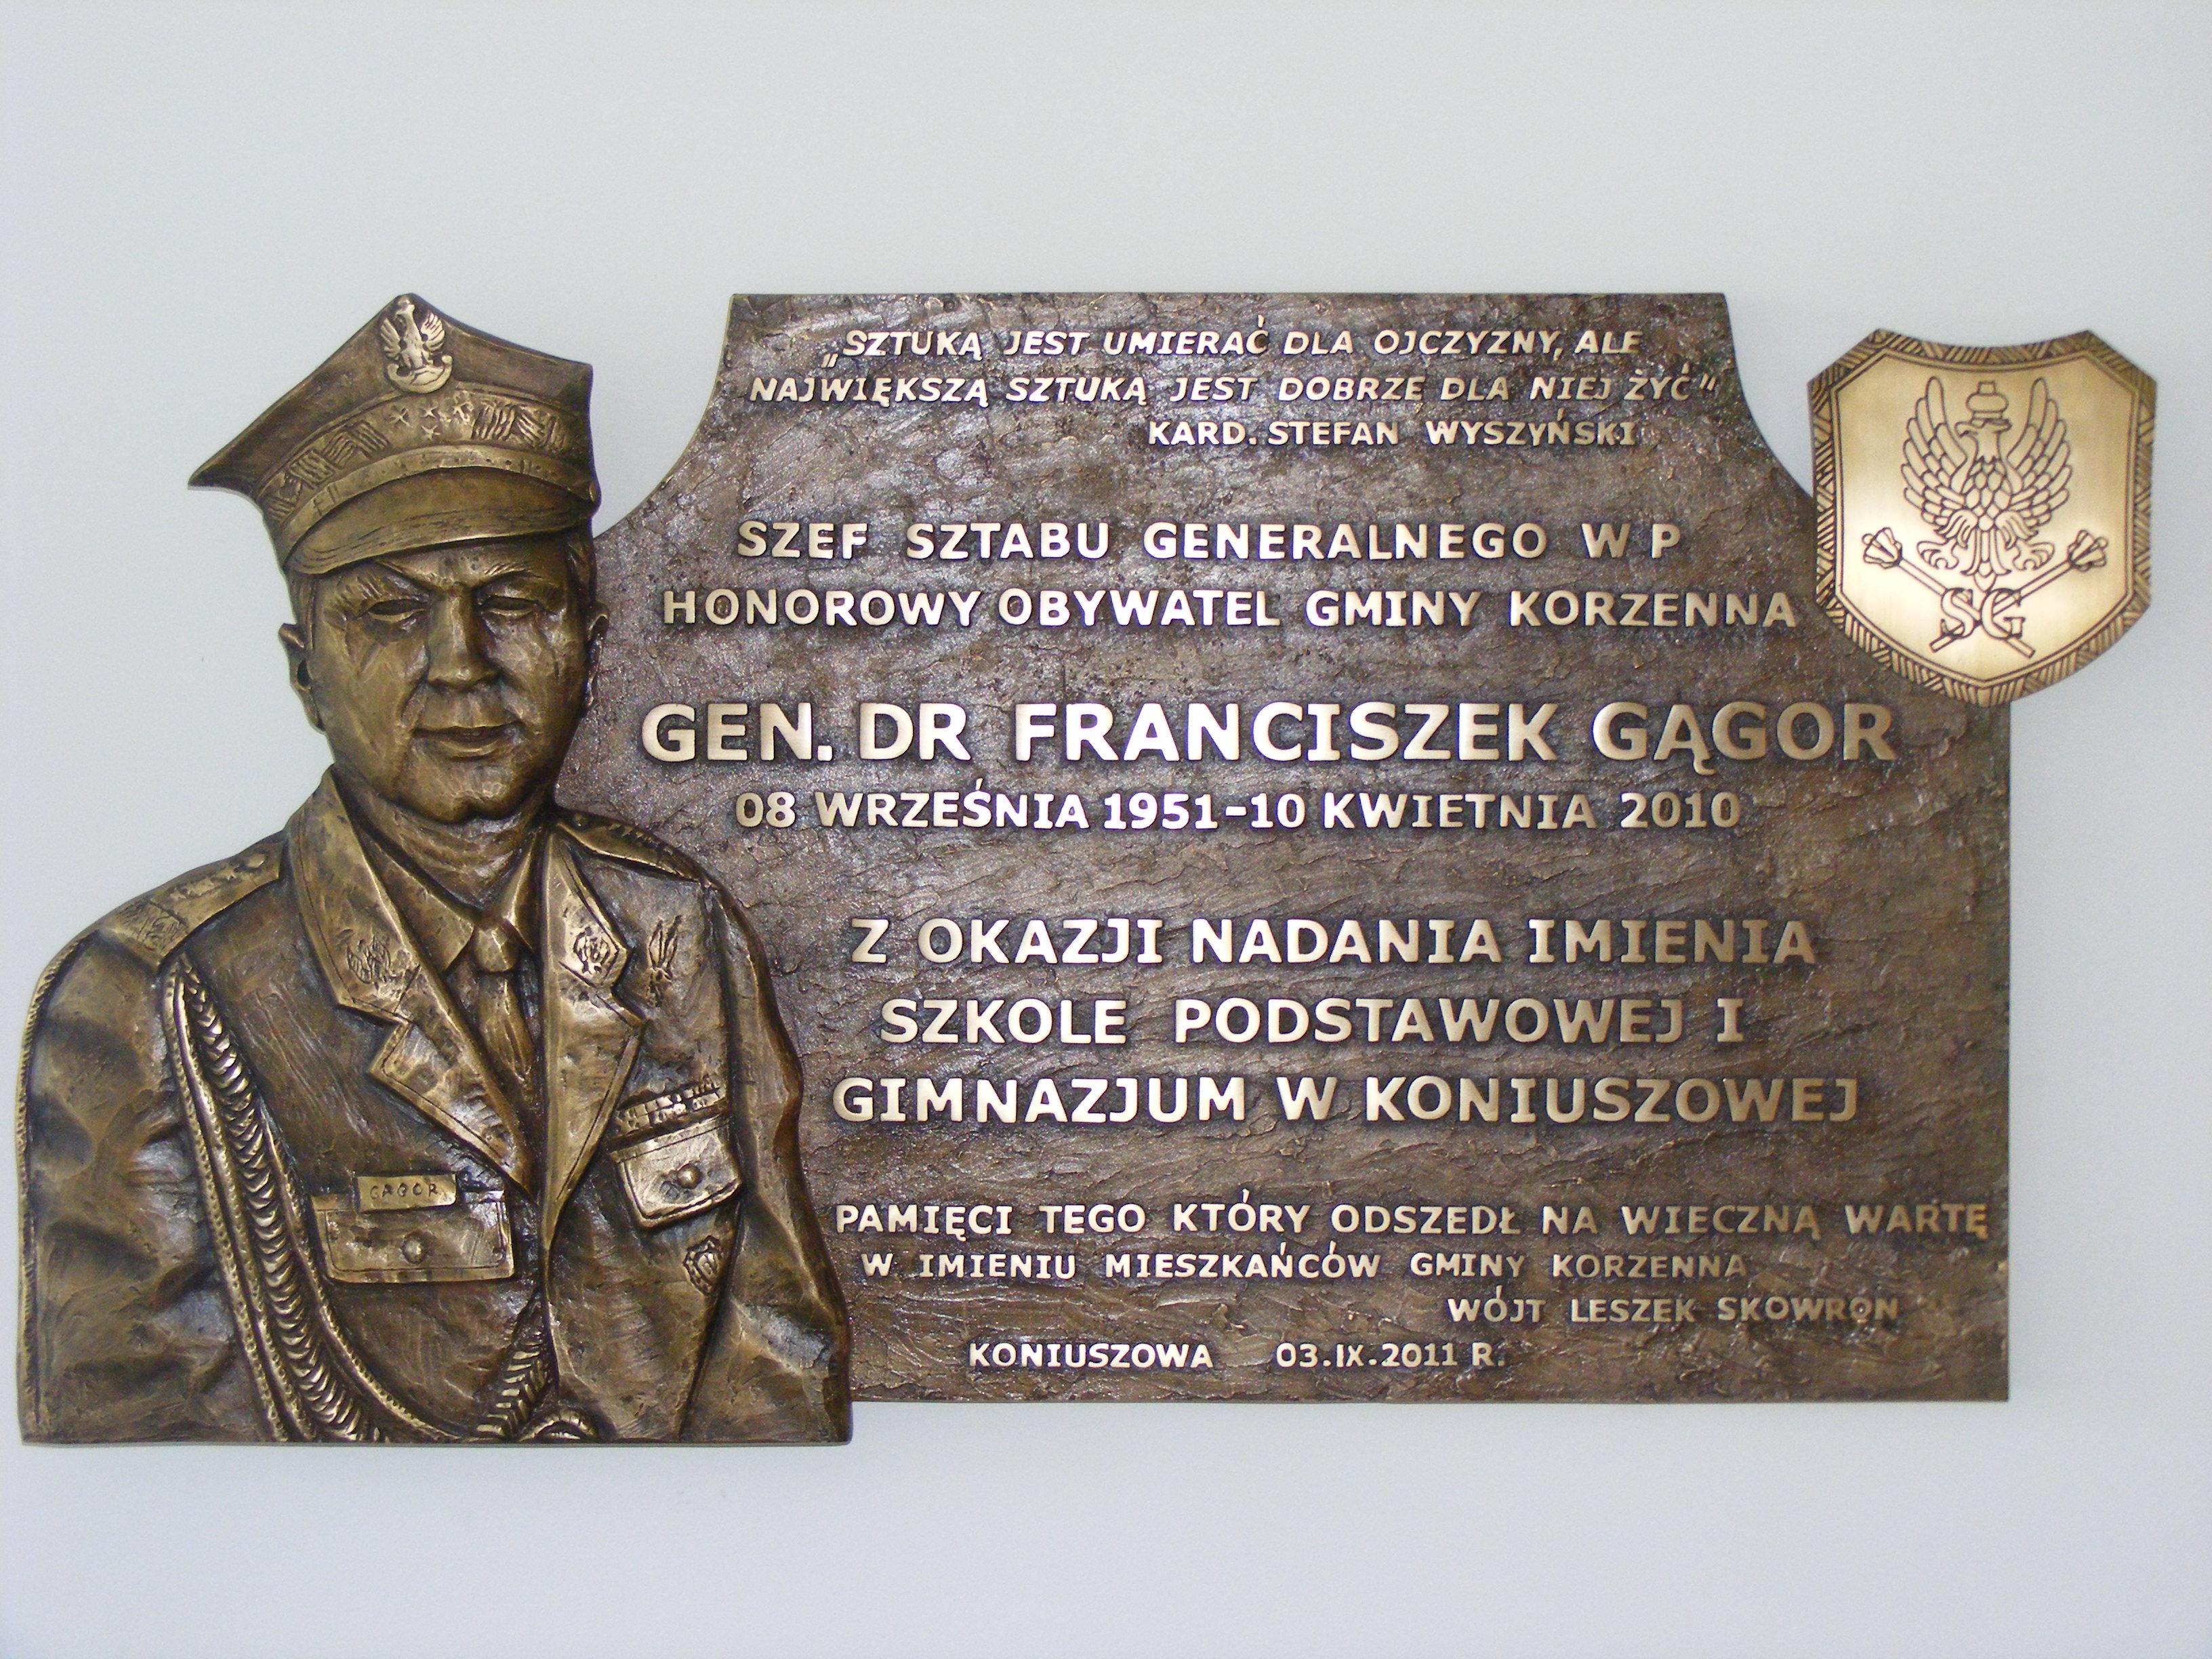 „SZTUKĄ JEST UMIERAĆ DLA OJCZYZNY, ALE
NAJWIĘKSZĄ SZTUKĄ JEST DOBRZE DLA NIEJ ŻYĆ"
KARD. STEFAN WYSZYŃSKI
SZEF SZTABU GENERALNEGO W P
HONOROWY OBYWATEL GMINY KORZENNA
GEN. DR FRANCISZEK GĄGOR
08 WRZEŚNIA 1951-10 KWIETNIA 2010
Z OKAZJI NADANIA IMIENIA
SZKOLE PODSTAWOWEJ I
GIMNAZJUM W KONIUSZOWEJ
PAMIĘCI TEGO KTÓRY ODSZEDŁ NA WIECZNĄ WARTĘ
W IMIENIU MIESZKAŃCÓW GMINY KORZENNA
WÓJT LESZEK SKOWRON
KONIUSZOWA 03.IX.2011 R.
GĄGOR
SG